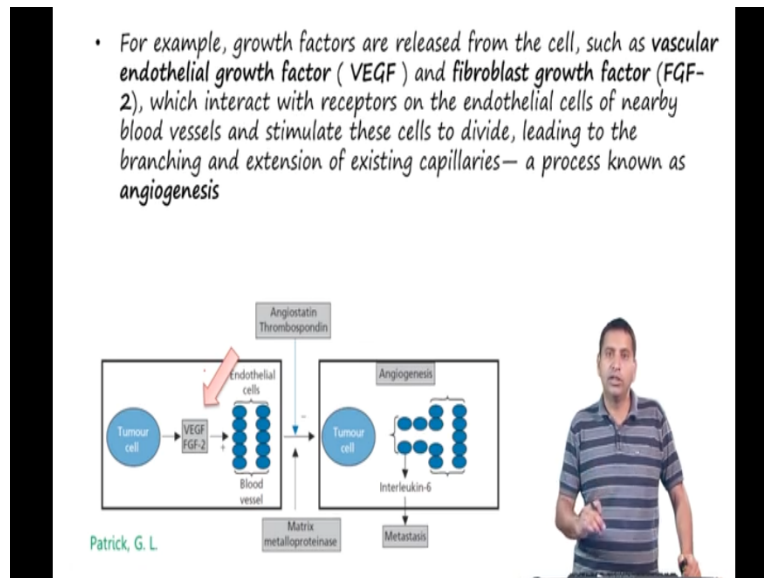 • For example, growth factors are released from the cell, such as vascular
endothelial growth factor ( VEGF ) and fibroblast growth factor (FGF-
2), which interact with receptors on the endothelial cells of nearby
blood vessels and stimulate these cells to divide, leading to the
branching and extension of existing capillaries— a process known as
angiogenesis
Angiostatin
Thrombospondin
Endothelial
cells
Tumour
cell
VEGF
FGF-2
+
Blood
vessel
–
Matrix
metalloproteinase
Angiogenesis
Tumour
cell
Interleukin-6
Metastasis
Patrick, G. L.